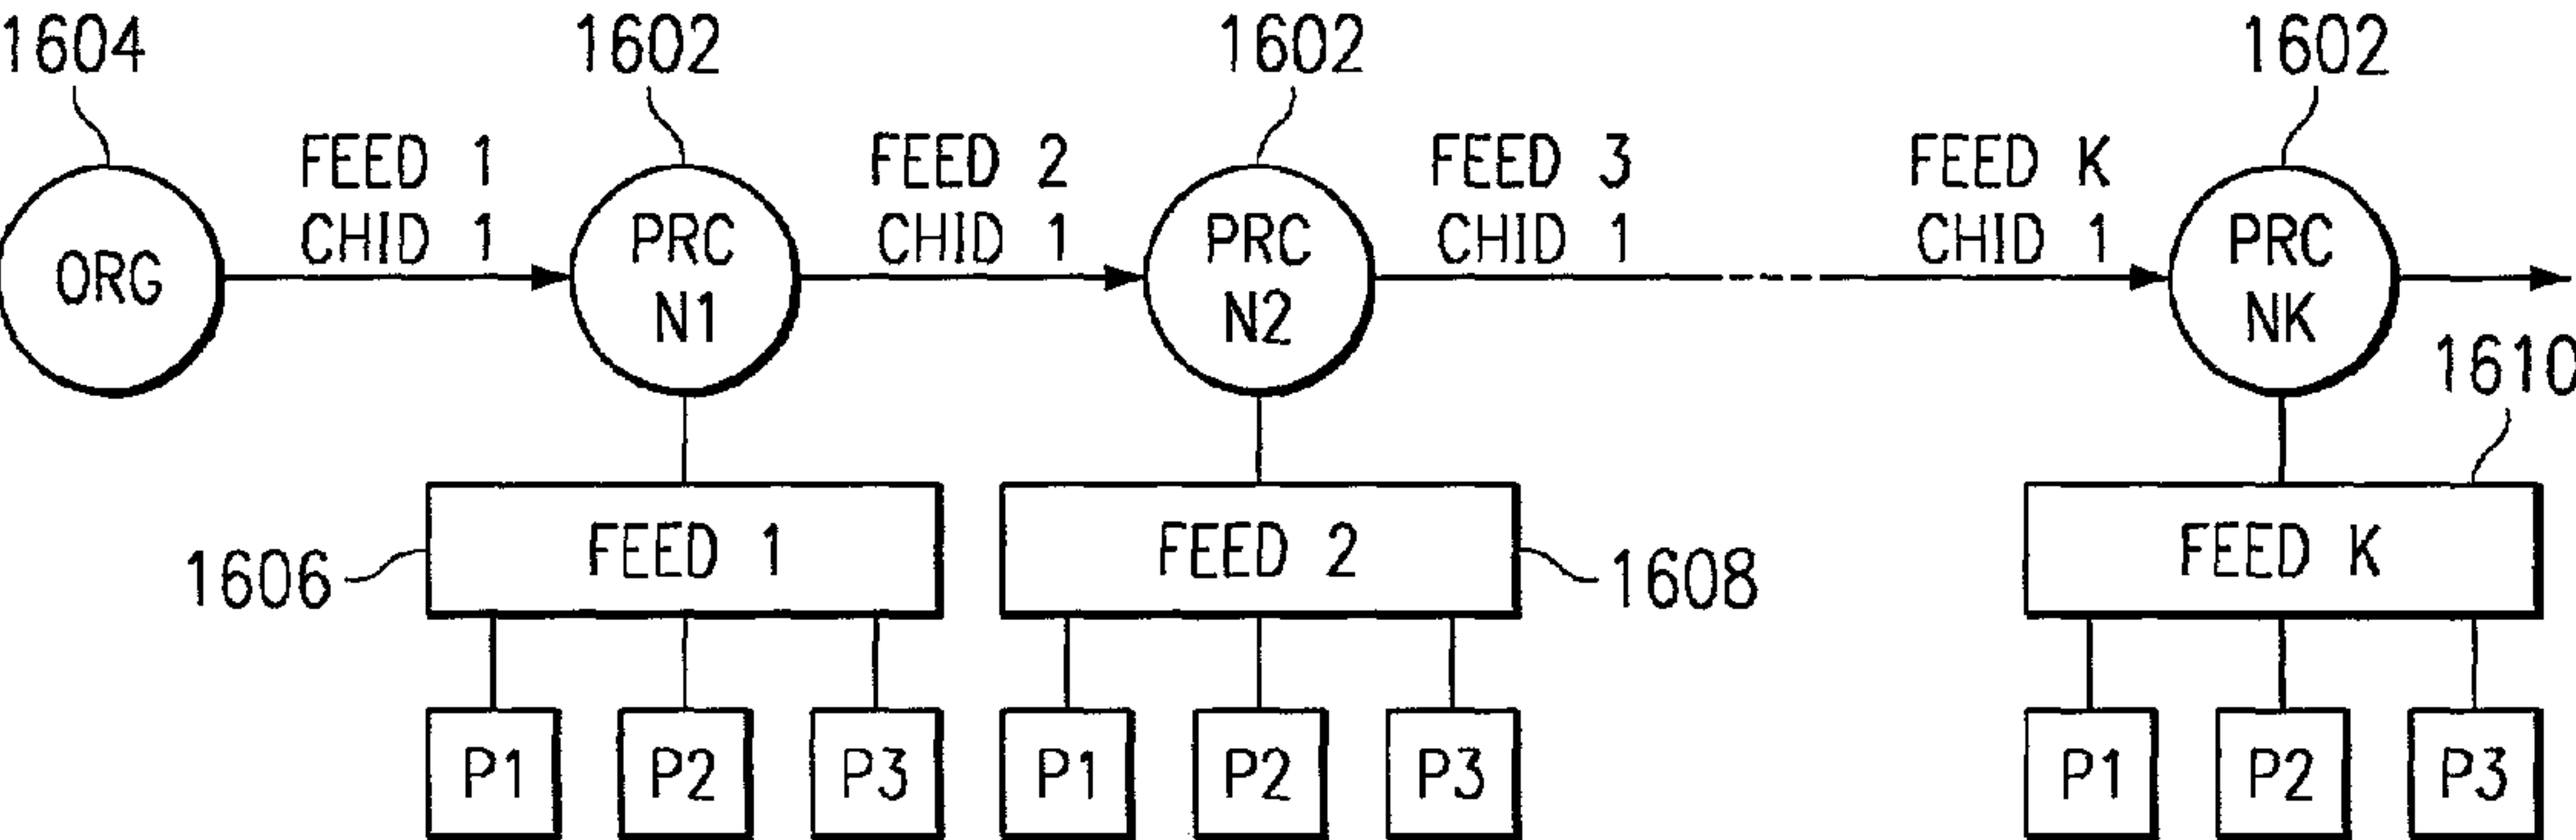 1604
1602
1602
1602
FEED 1
CHID 1
FEED 2
CHID 1
FEED 3
CHID 1
FEED K
CHID 1
ORG
PRC
N1
PRC
N2
PRC
NK
1610
FEED 1
FEED 2
FEED K
1606
1608
P1
P2
P3
P1
P2
P3
P1
P2
P3